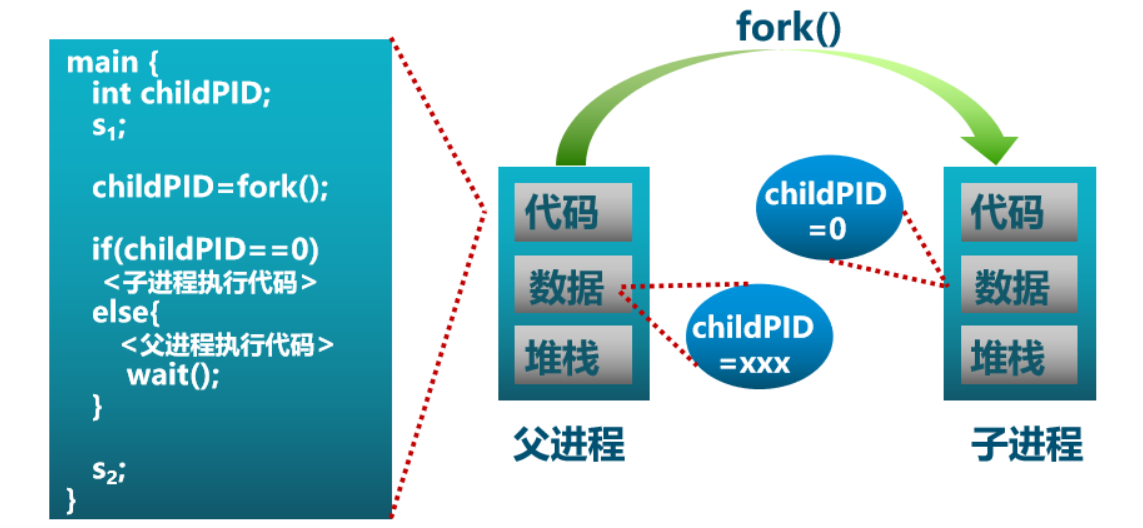 main {
int childPID;
s₁;
childPID=fork();
if(childPID==0)
<子进程执行代码>
else{
<父进程执行代码>
wait();
}
s₂;
}
fork()
代码
数据
堆栈
父进程
childPID
=xxx
childPID
=0
代码
数据
堆栈
子进程